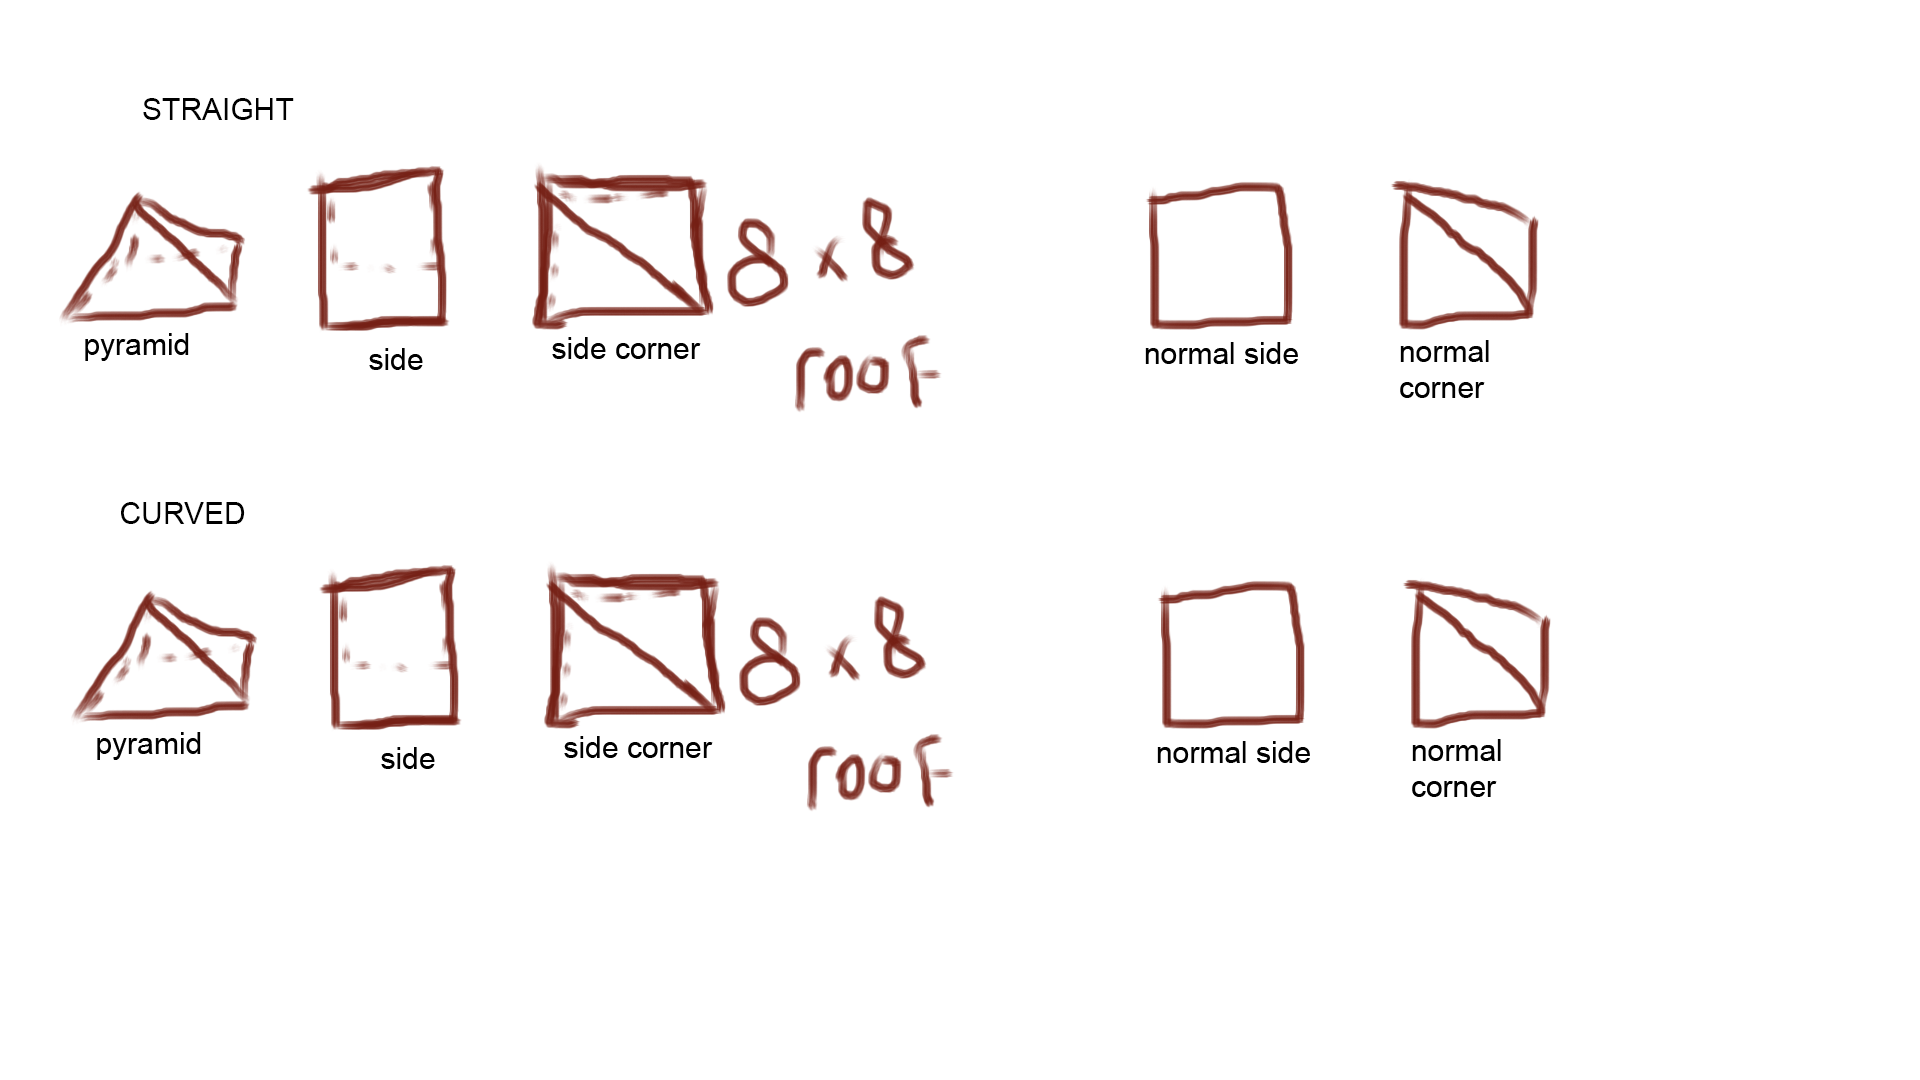 STRAIGHT
pyramid
side
side corner
8 x 8
roof
normal side
normal
corner
CURVED
pyramid
side
side corner
8 x 8
roof
normal side
normal
corner